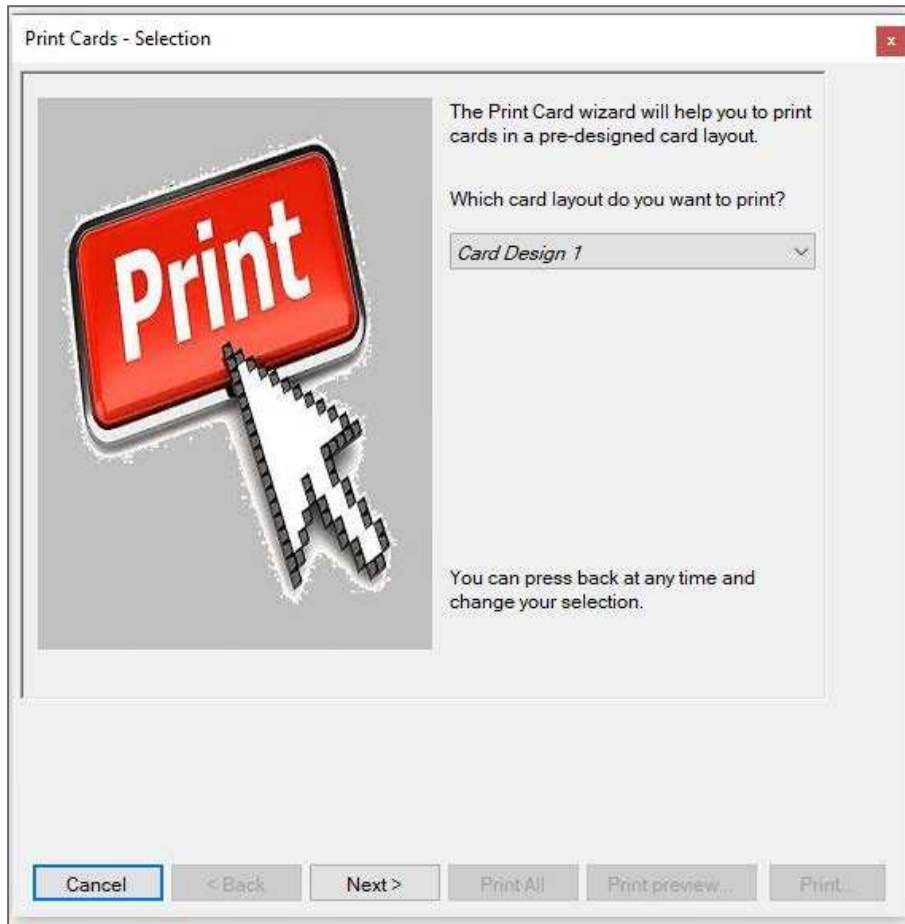 Print Cards - Selection
x
The Print Card wizard will help you to print
cards in a pre-designed card layout.
Print
Which card layout do you want to print?
Card Design 1
You can press back at any time and
change your selection.
Cancel
< Back
Next >
Print All
Print preview...
Print...